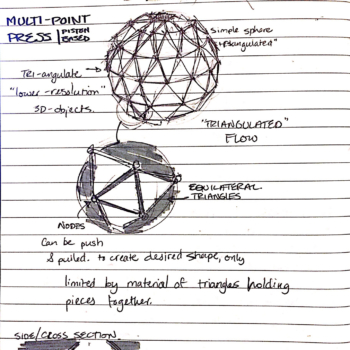 MULTI-POINT
PRESS | PISTON BASED
Simple sphere
"triangulated"
Tri-angulate
"lower-resolution"
3D-objects.
"TRIANGULATED"
FLOW
EQUILATERAL
TRIANGLES
NODES
Can be push
& pulled. to create desired shape, only
limited by material of triangles holding
pieces together.
SIDE/CROSS SECTION.